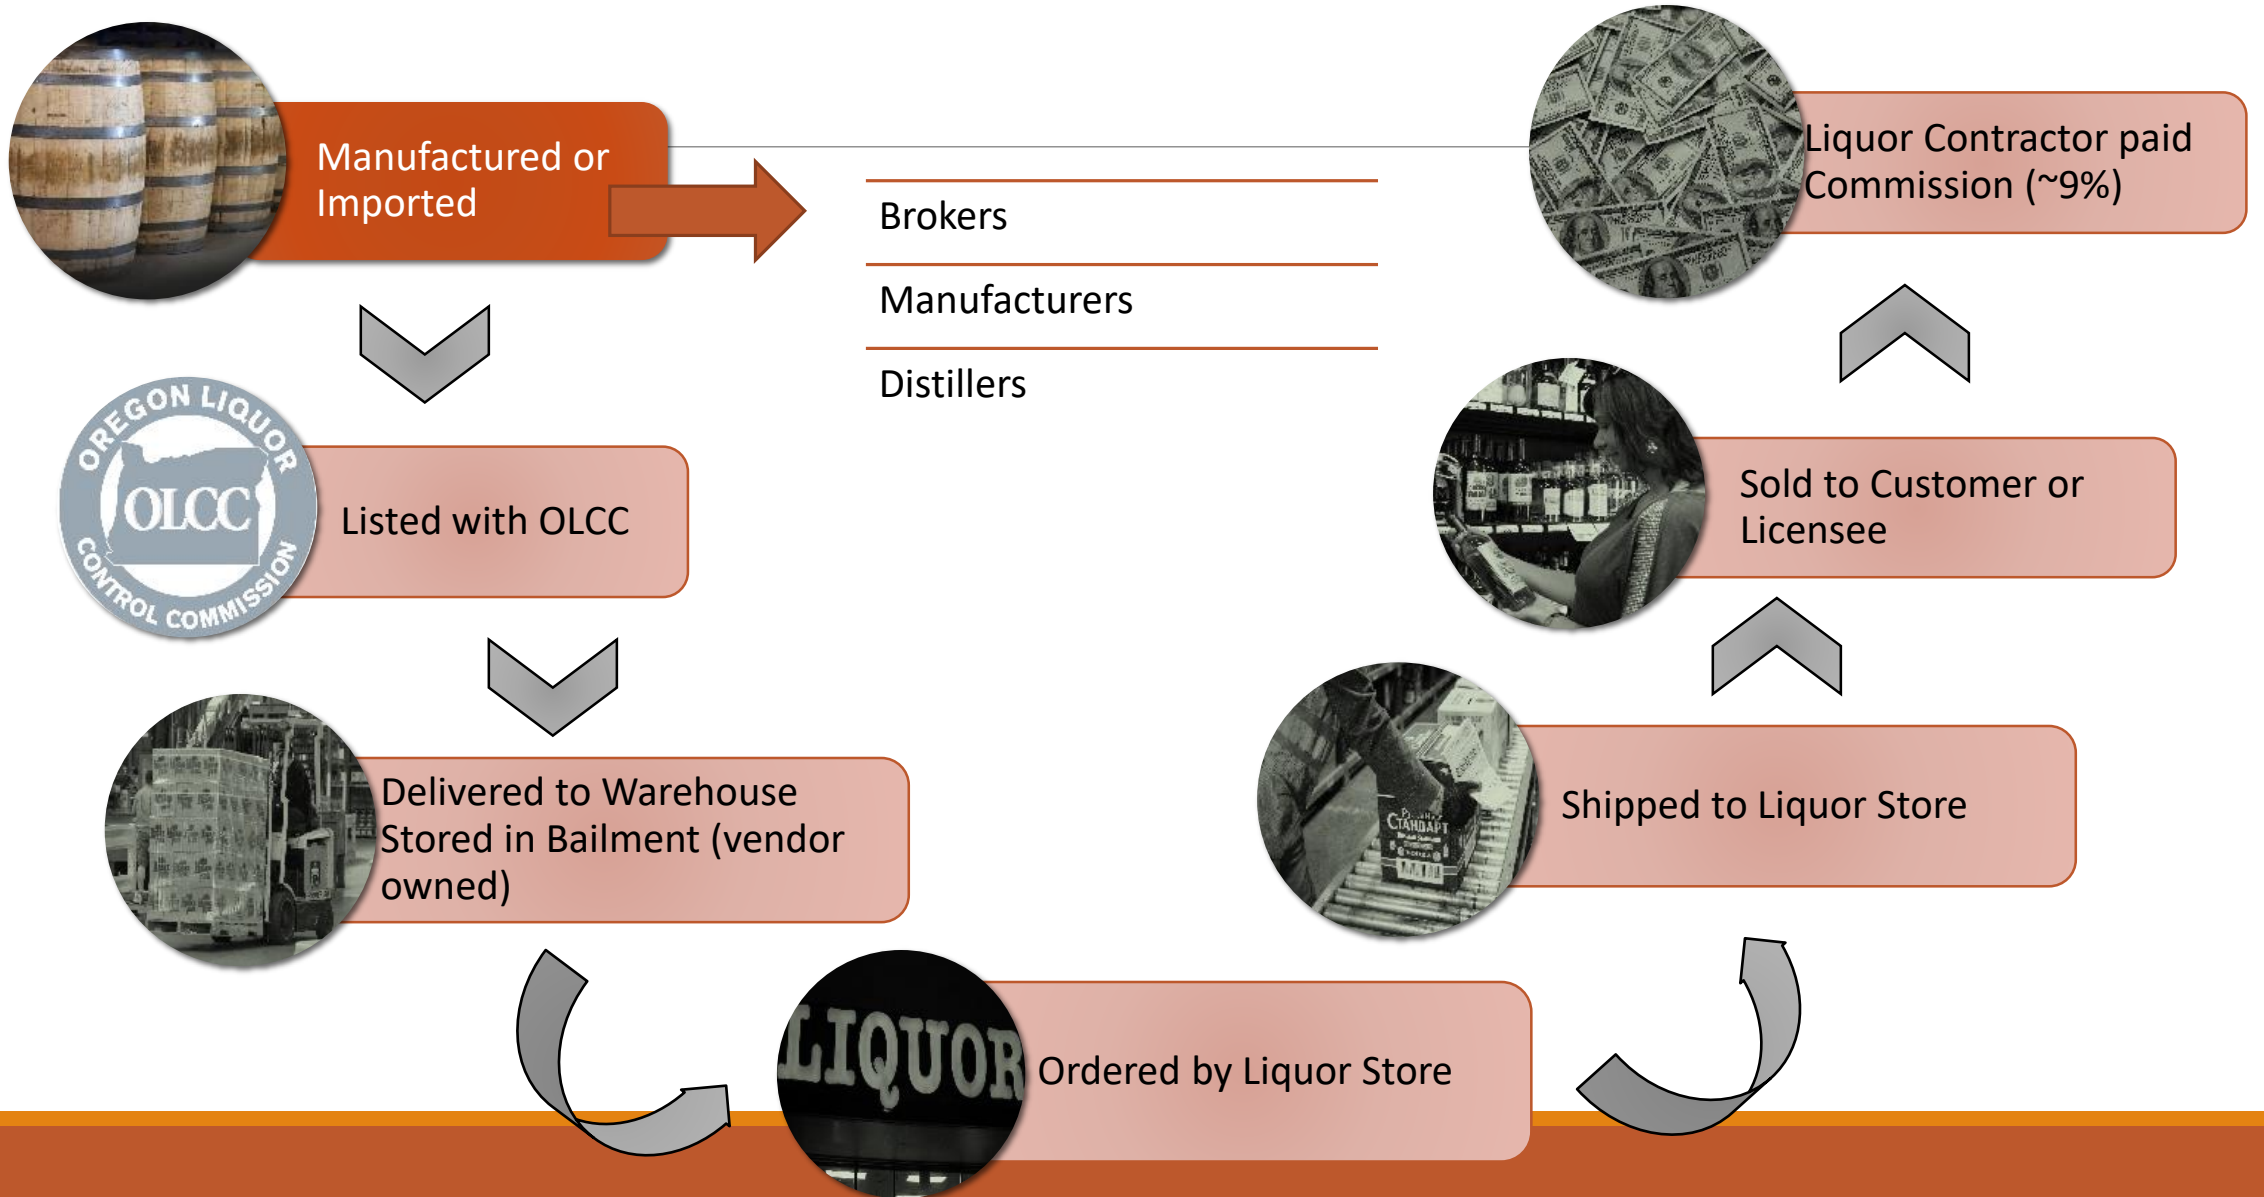 Manufactured or
Imported
Brokers
Manufacturers
Distillers
OREGON LIQUOR
OLCC
CONTROL COMMISSION
Listed with OLCC
Delivered to Warehouse
Stored in Bailment (vendor
owned)
LIQUOR
Ordered by Liquor Store
СТАНДАРТ
Shipped to Liquor Store
Sold to Customer or
Licensee
Liquor Contractor paid
Commission (~9%)